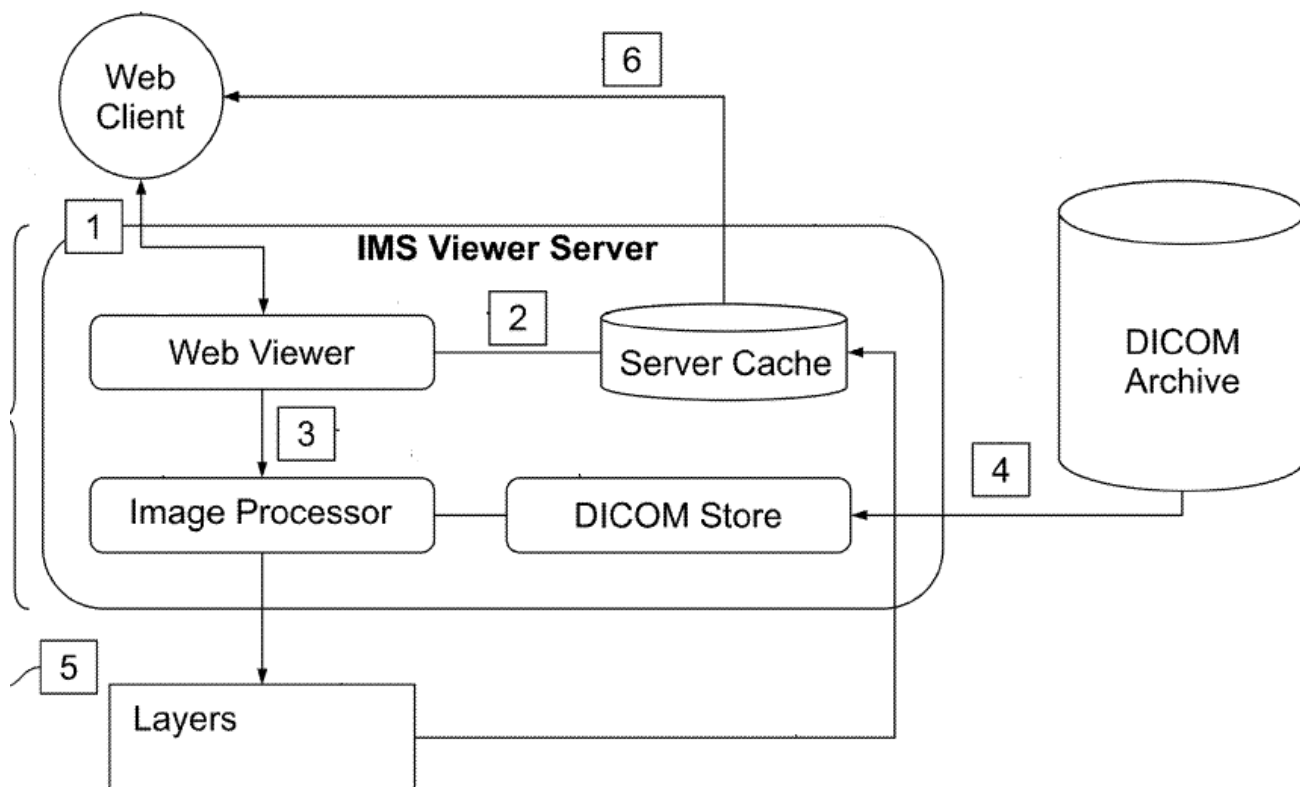 Web
Client
6
1
IMS Viewer Server
2
Web Viewer
Server Cache
DICOM
Archive
3
4
Image Processor
DICOM Store
5
Layers